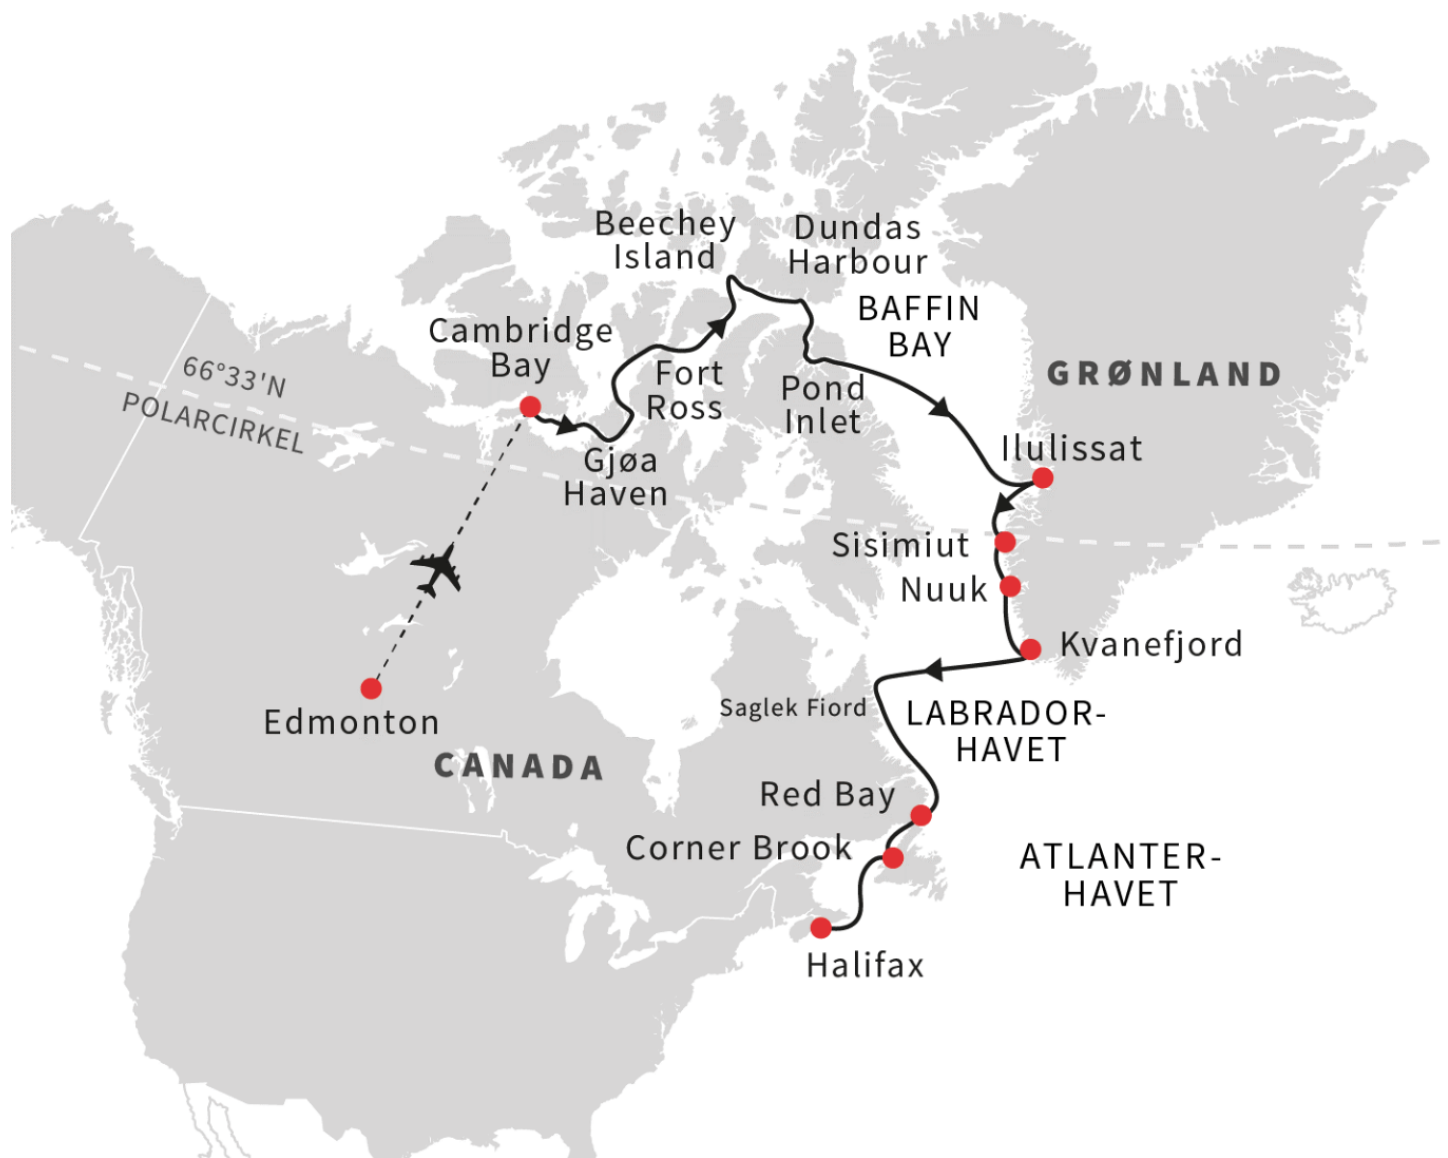 Beechey
Island
Dundas
Harbour
BAFFIN
BAY
Cambridge
Bay
66°33'N
POLARCIRKEL
Fort
Ross
Pond
Inlet
GRØNLAND
Gjøa
Haven
Ilulissat
Sisimiut
Nuuk
Kvanefjord
Saglek Fiord
LABRADOR-
HAVET
Edmonton
CANADA
Red Bay
Corner Brook
ATLANTER-
HAVET
Halifax